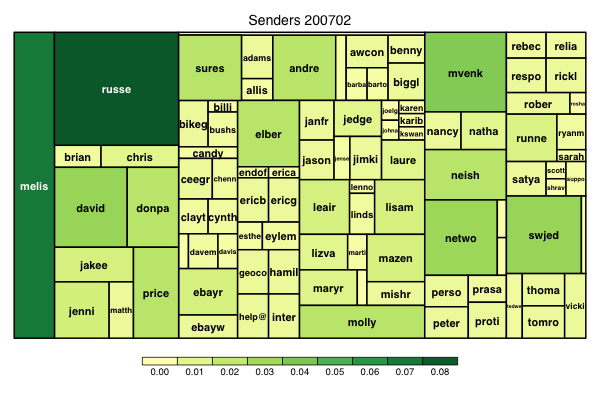 Senders 200702
melis
russe
brian
chris
david
donpa
jakee
price
jenni
matth
sures
adams
allis
andre
awcon
benny
barba
barto
biggl
bikeg
billi
bushs
candy
ceegr
chenn
clayt
cynth
davem
davis
ebayr
ebayw
elber
endof
erica
ericb
ericg
esthe
eylem
geoco
hamil
help@
inter
janfr
jedge
joelg
karen
karib
johna
kswan
jason
jense
jimki
laure
leair
lenno
linds
lisam
lizva
marti
mazen
maryr
mishr
molly
mvenk
nancy
natha
neish
netwo
perso
prasa
peter
proti
rebec
relia
respo
rickl
rober
rosha
runne
ryanm
sarah
satya
scott
shrav
suppo
swjed
tedwa
thoma
tomro
vicki
0.00 0.01 0.02 0.03 0.04 0.05 0.06 0.07 0.08